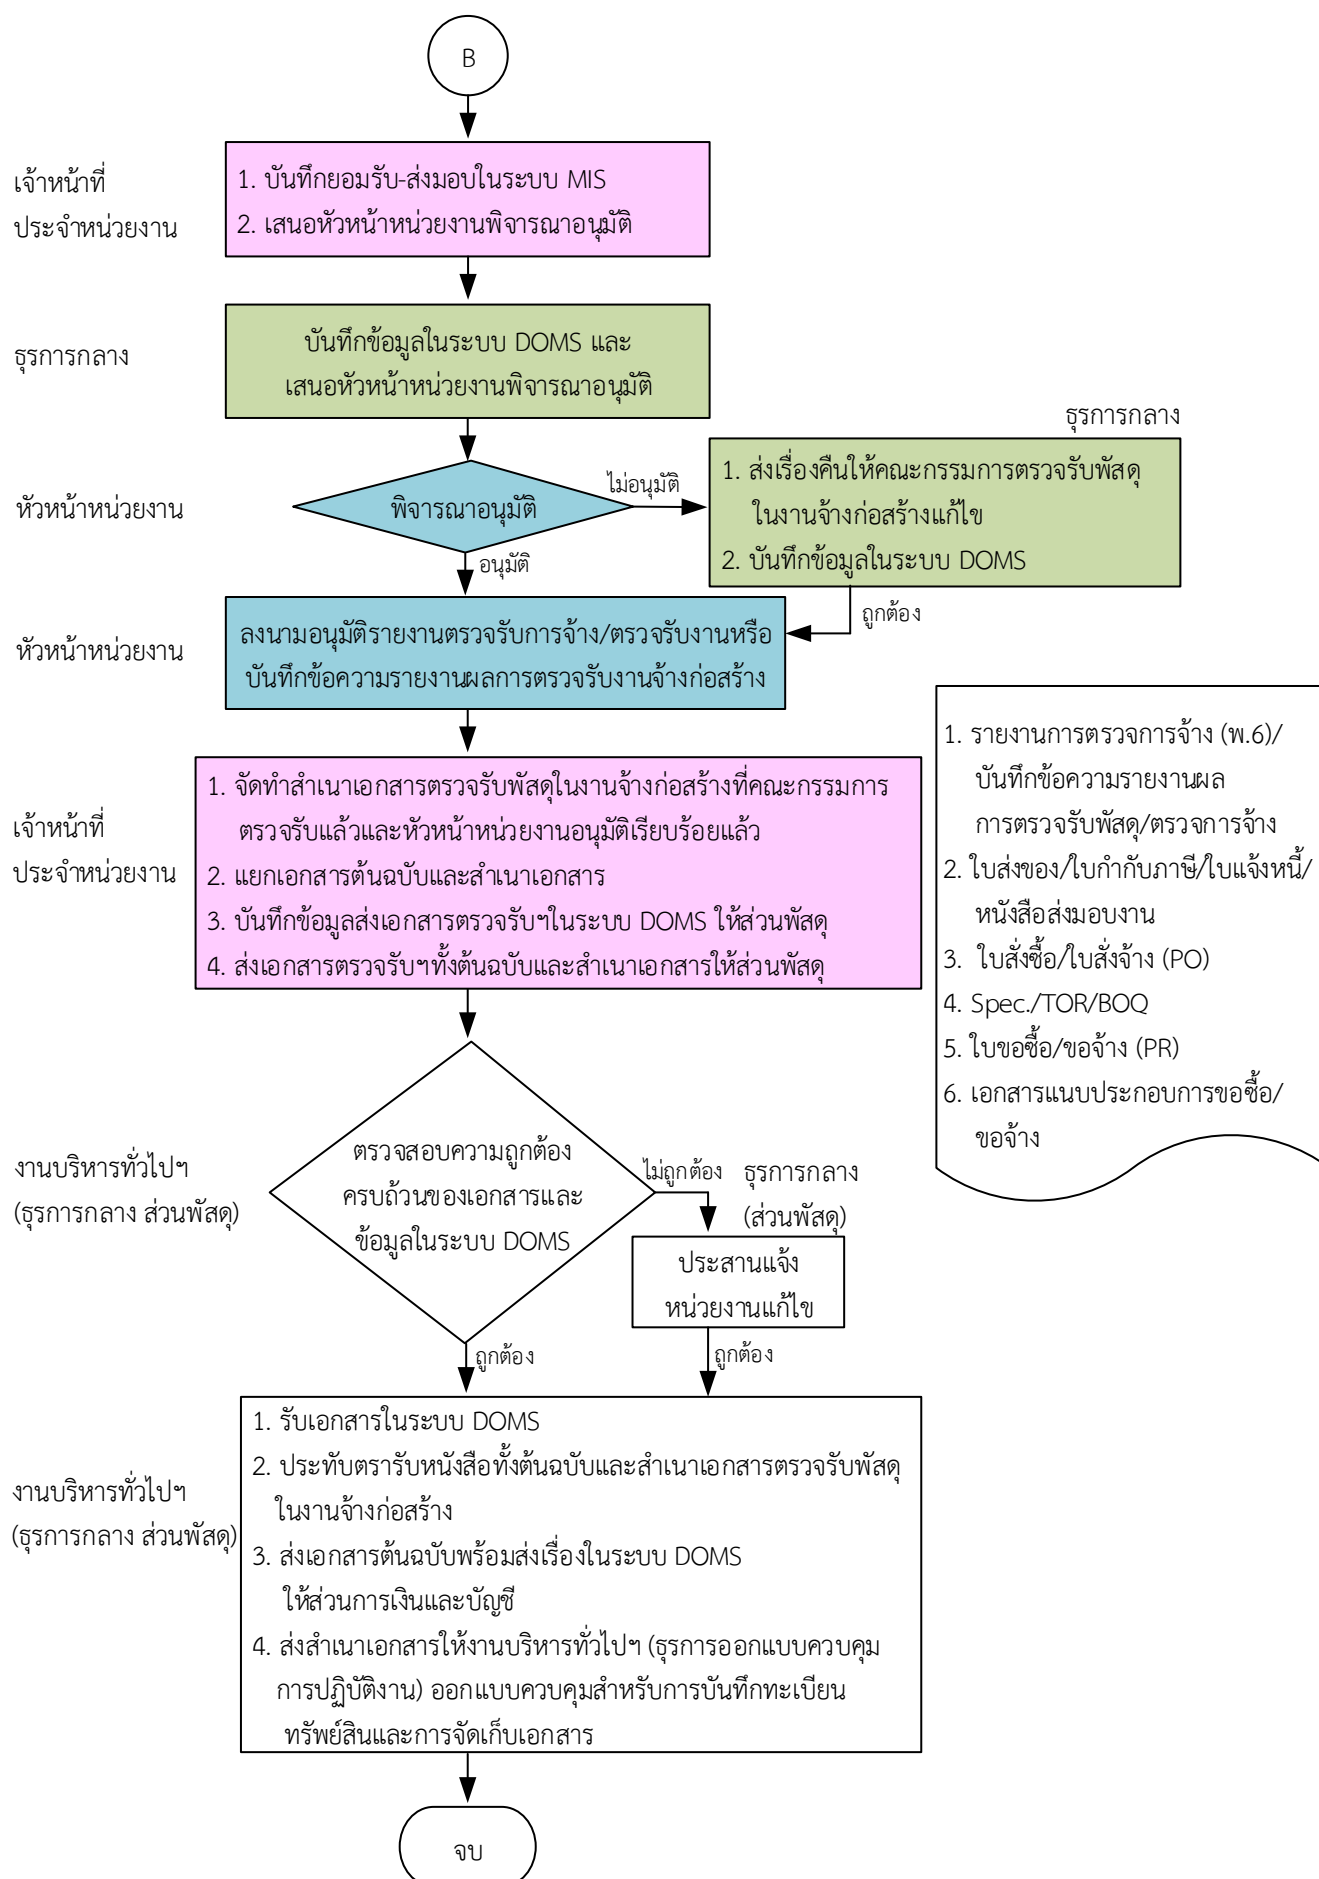 B
เจ้าหน้าที่
ประจำหน่วยงาน
1. บันทึกยอมรับ-ส่งมอบในระบบ MIS
2. เสนอหัวหน้าหน่วยงานพิจารณาอนุมัติ
ธุรการกลาง
บันทึกข้อมูลในระบบ DOMS และ
เสนอหัวหน้าหน่วยงานพิจารณาอนุมัติ
หัวหน้าหน่วยงาน
พิจารณาอนุมัติ
ไม่อนุมัติ
ธุรการกลาง
1. ส่งเรื่องคืนให้คณะกรรมการตรวจรับพัสดุ
ในงานจ้างก่อสร้างแก้ไข
2. บันทึกข้อมูลในระบบ DOMS
อนุมัติ
ถูกต้อง
หัวหน้าหน่วยงาน
ลงนามอนุมัติรายงานตรวจรับการจ้าง/ตรวจรับงานหรือ
บันทึกข้อความรายงานผลการตรวจรับงานจ้างก่อสร้าง
เจ้าหน้าที่
ประจำหน่วยงาน
1. จัดทำสำเนาเอกสารตรวจรับพัสดุในงานจ้างก่อสร้างที่คณะกรรมการ
ตรวจรับแล้วและหัวหน้าหน่วยงานอนุมัติเรียบร้อยแล้ว
2. แยกเอกสารต้นฉบับและสำเนาเอกสาร
3. บันทึกข้อมูลส่งเอกสารตรวจรับฯในระบบ DOMS ให้ส่วนพัสดุ
4. ส่งเอกสารตรวจรับฯทั้งต้นฉบับและสำเนาเอกสารให้ส่วนพัสดุ
1. รายงานการตรวจการจ้าง (พ.6)/
บันทึกข้อความรายงานผล
การตรวจรับพัสดุ/ตรวจการจ้าง
2. ใบส่งของ/ใบกำกับภาษี/ใบแจ้งหนี้/
หนังสือส่งมอบงาน
3. ใบสั่งซื้อ/ใบสั่งจ้าง (PO)
4. Spec./TOR/BOQ
5. ใบขอซื้อ/ขอจ้าง (PR)
6. เอกสารแนบประกอบการขอซื้อ/
ขอจ้าง
งานบริหารทั่วไปฯ
(ธุรการกลาง ส่วนพัสดุ)
ตรวจสอบความถูกต้อง
ครบถ้วนของเอกสารและ
ข้อมูลในระบบ DOMS
ไม่ถูกต้อง
ธุรการกลาง
(ส่วนพัสดุ)
ประสานแจ้ง
หน่วยงานแก้ไข
ถูกต้อง
ถูกต้อง
งานบริหารทั่วไปฯ
(ธุรการกลาง ส่วนพัสดุ)
1. รับเอกสารในระบบ DOMS
2. ประทับตรารับหนังสือทั้งต้นฉบับและสำเนาเอกสารตรวจรับพัสดุ
ในงานจ้างก่อสร้าง
3. ส่งเอกสารต้นฉบับพร้อมส่งเรื่องในระบบ DOMS
ให้ส่วนการเงินและบัญชี
4. ส่งสำเนาเอกสารให้งานบริหารทั่วไปฯ (ธุรการออกแบบควบคุม
การปฏิบัติงาน) ออกแบบควบคุมสำหรับการบันทึกทะเบียน
ทรัพย์สินและการจัดเก็บเอกสาร
จบ